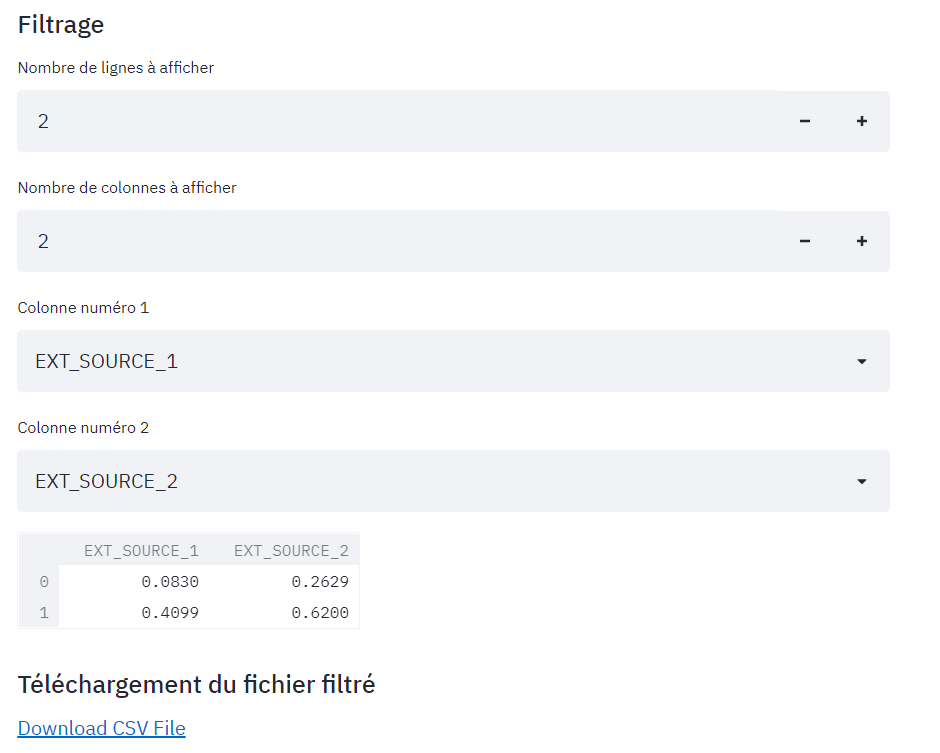 Filtrage
Nombre de lignes à afficher
2 − +
Nombre de colonnes à afficher
2 − +
Colonne numéro 1
EXT_SOURCE_1
Colonne numéro 2
EXT_SOURCE_2
EXT_SOURCE_1 EXT_SOURCE_2
0 0.0830 0.2629
1 0.4099 0.6200
Téléchargement du fichier filtré
Download CSV File